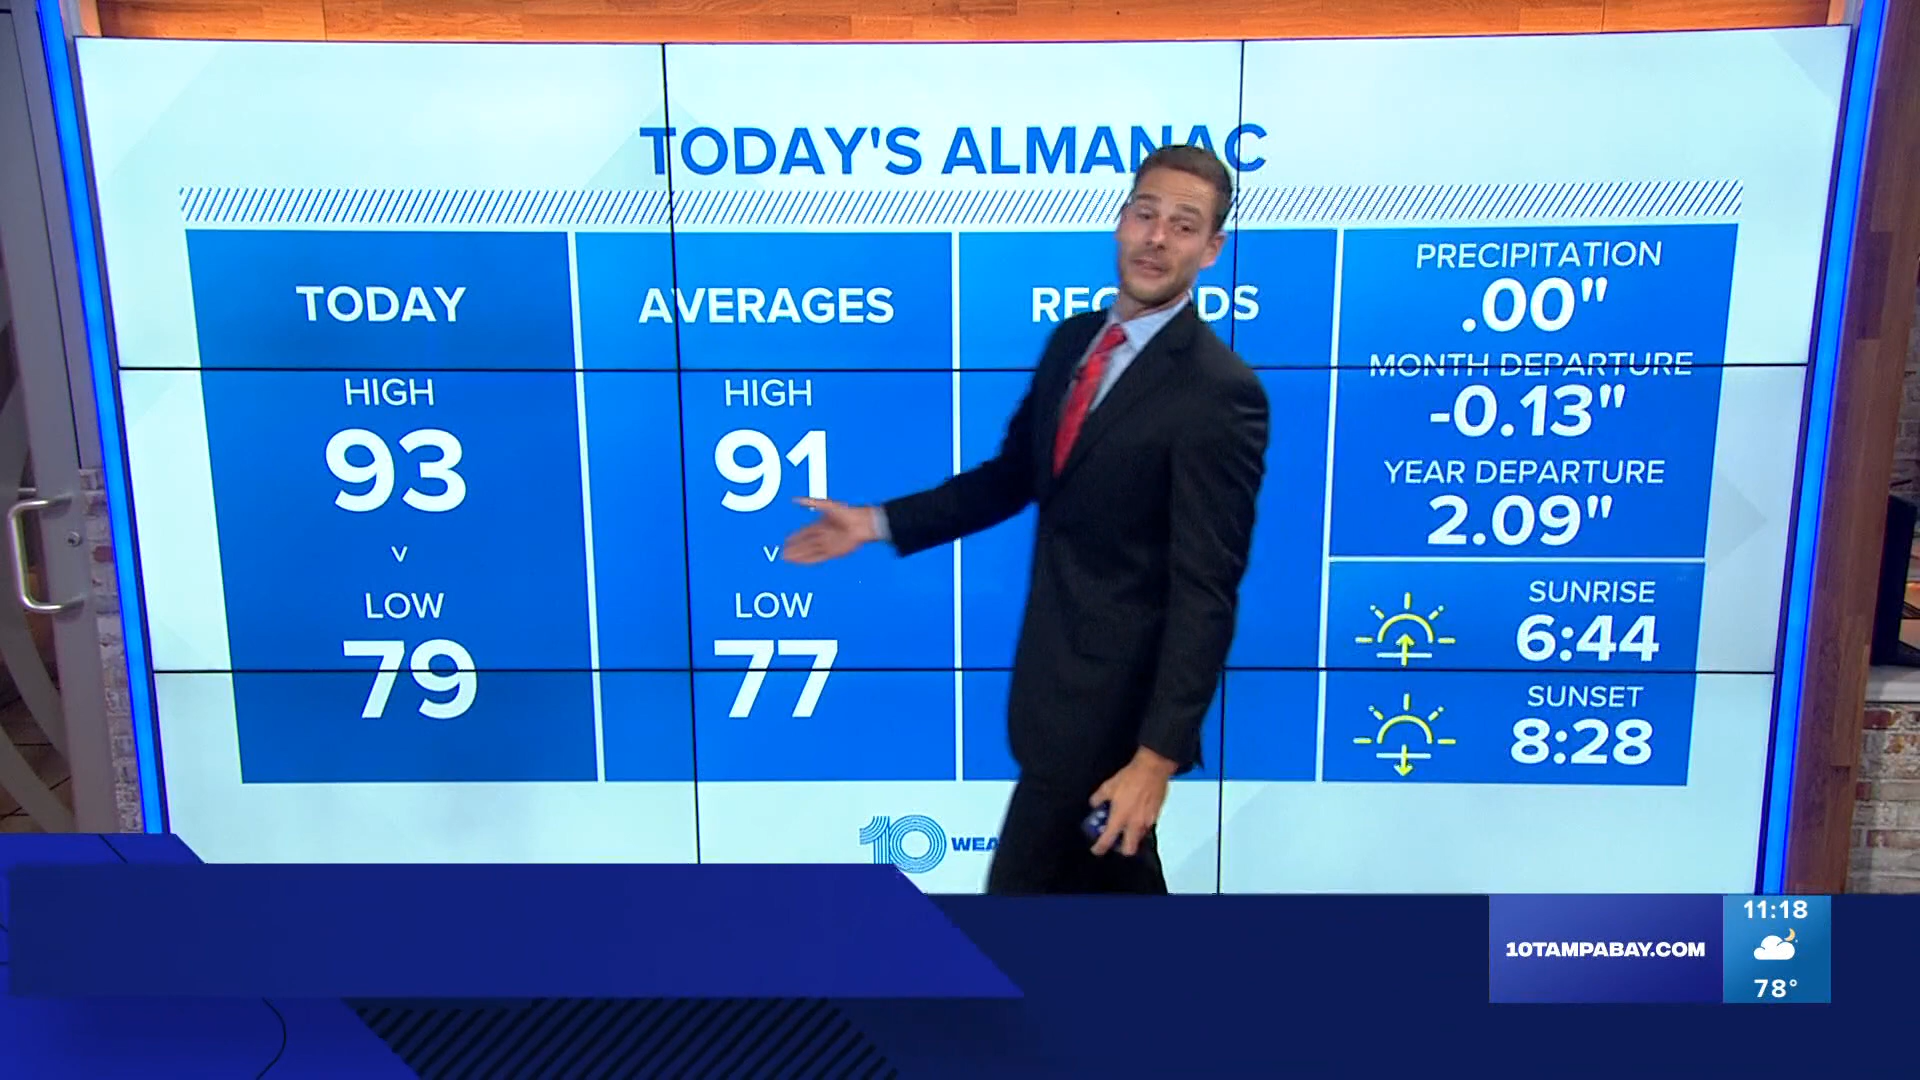 TODAY'S ALMANAC
TODAY
HIGH
93
v
LOW
79
AVERAGES
HIGH
91
v
LOW
77
PRECIPITATION
.00"
MONTH DEPARTURE
-0.13"
YEAR DEPARTURE
2.09"
SUNRISE
6:44
SUNSET
8:28
10
10TAMPABAY.COM
11:18
78°